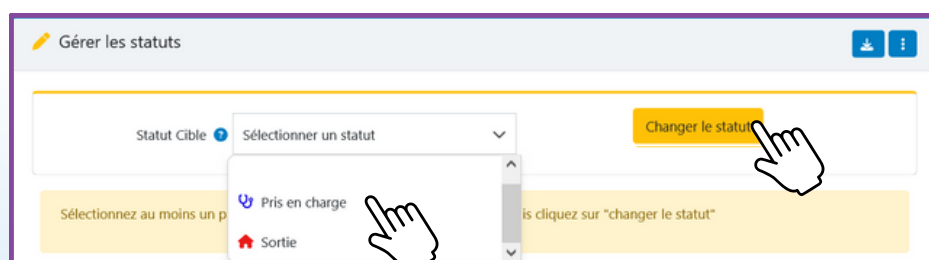 Gérer les statuts
Statut Cible ? Sélectionner un statut
Changer le statut
Pris en charge
Sélectionnez au moins un p is cliquez sur "changer le statut"
Sortie